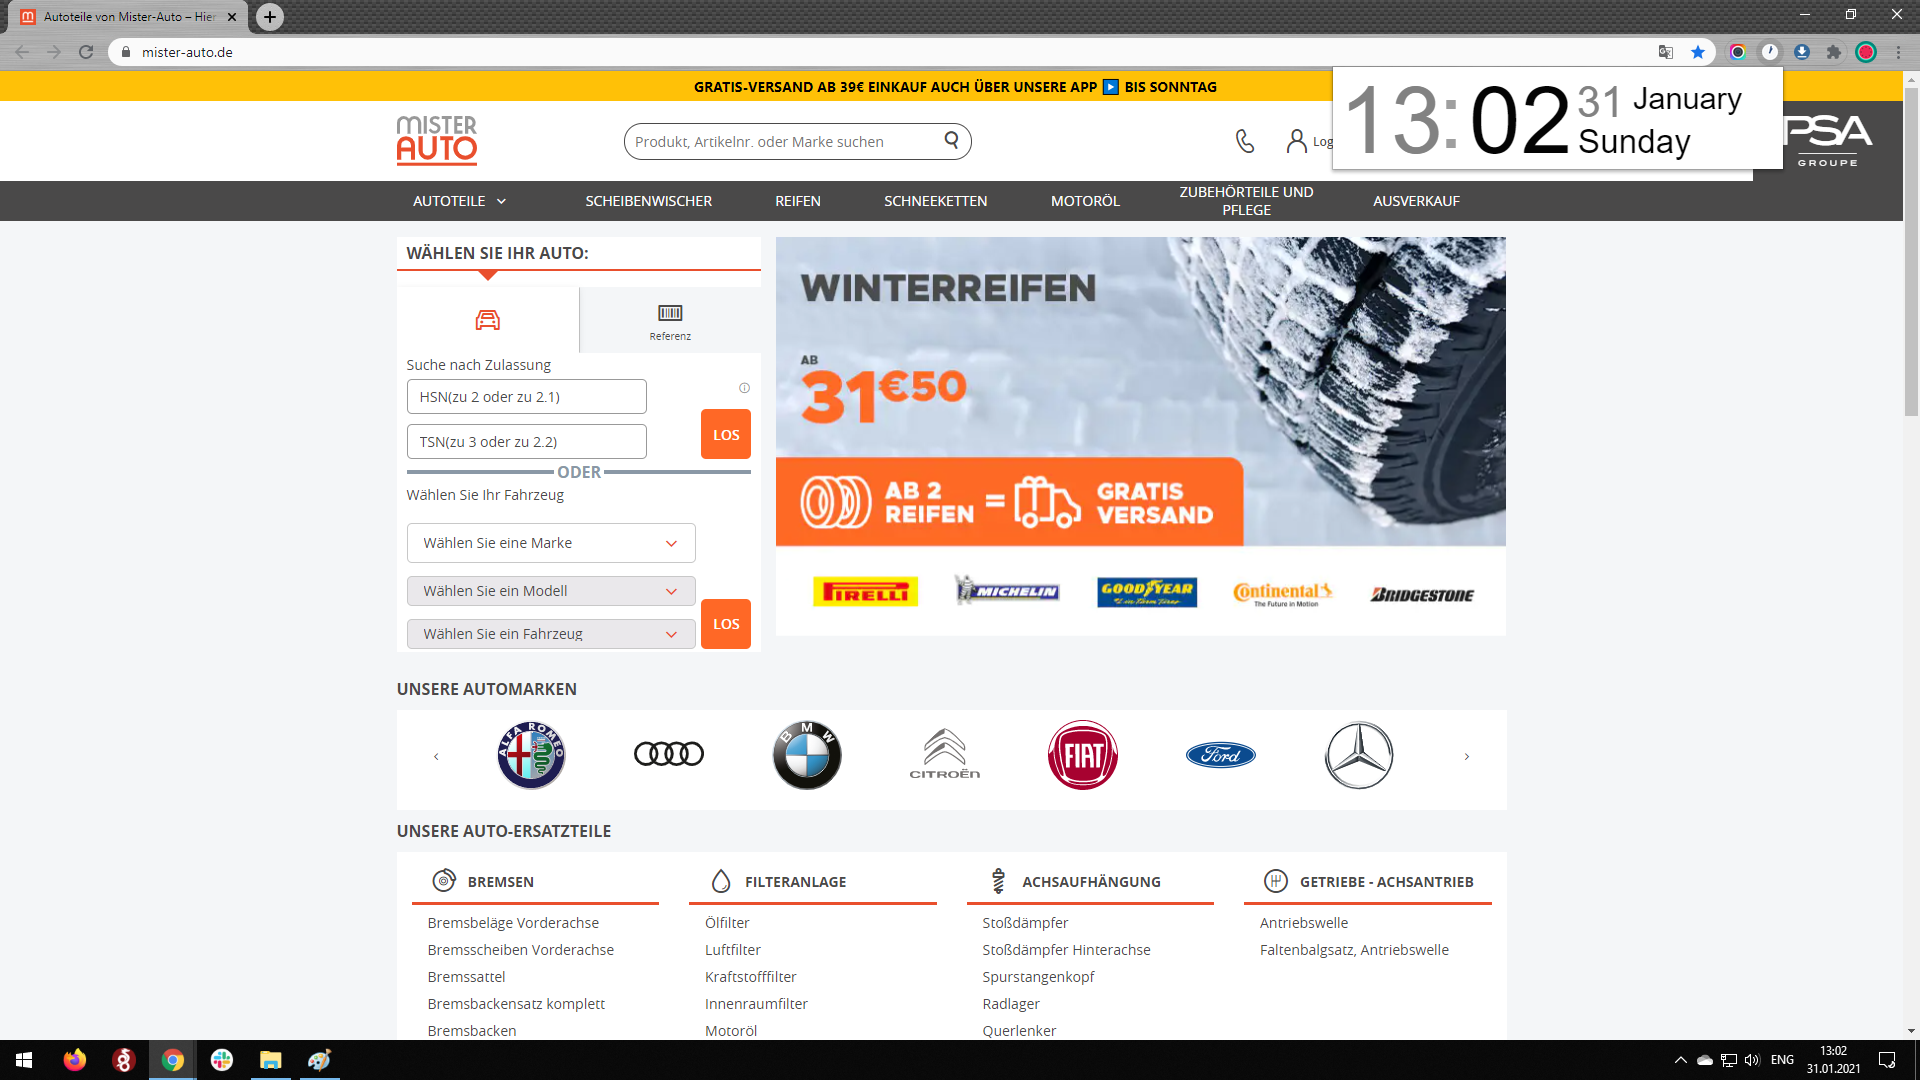 Autoteile von Mister-Auto – Hier
mister-auto.de
GRATIS-VERSAND AB 39€ EINKAUF AUCH ÜBER UNSERE APP ▶ BIS SONNTAG
13:02 31 January
Sunday
MISTER
AUTO
Produkt, Artikelnr. oder Marke suchen
Log
PSA
GROUPE
AUTOTEILE
SCHEIBENWISCHER
REIFEN
SCHNEEKETTEN
MOTORÖL
ZUBEHÖRTEILE UND
PFLEGE
AUSVERKAUF
WÄHLEN SIE IHR AUTO:
Referenz
Suche nach Zulassung
HSN(zu 2 oder zu 2.1)
TSN(zu 3 oder zu 2.2)
LOS
ODER
Wählen Sie Ihr Fahrzeug
Wählen Sie eine Marke
Wählen Sie ein Modell
Wählen Sie ein Fahrzeug
LOS
WINTERREIFEN
AB
31€50
AB 2
REIFEN
=
GRATIS
VERSAND
PIRELLI
MICHELIN
GOODYEAR
Continental
The Future in Motion
BRIDGESTONE
UNSERE AUTOMARKEN
ALFA ROMEO
BMW
CITROËN
FIAT
Ford
UNSERE AUTO-ERSATZTEILE
BREMSEN
Bremsbeläge Vorderachse
Bremsscheiben Vorderachse
Bremssattel
Bremsbackensatz komplett
Bremsbacken
FILTERANLAGE
Ölfilter
Luftfilter
Kraftstofffilter
Innenraumfilter
Motoröl
ACHSAUFHÄNGUNG
Stoßdämpfer
Stoßdämpfer Hinterachse
Spurstangenkopf
Radlager
Querlenker
GETRIEBE - ACHSANTRIEB
Antriebswelle
Faltenbalgsatz, Antriebswelle
ENG
13:02
31.01.2021